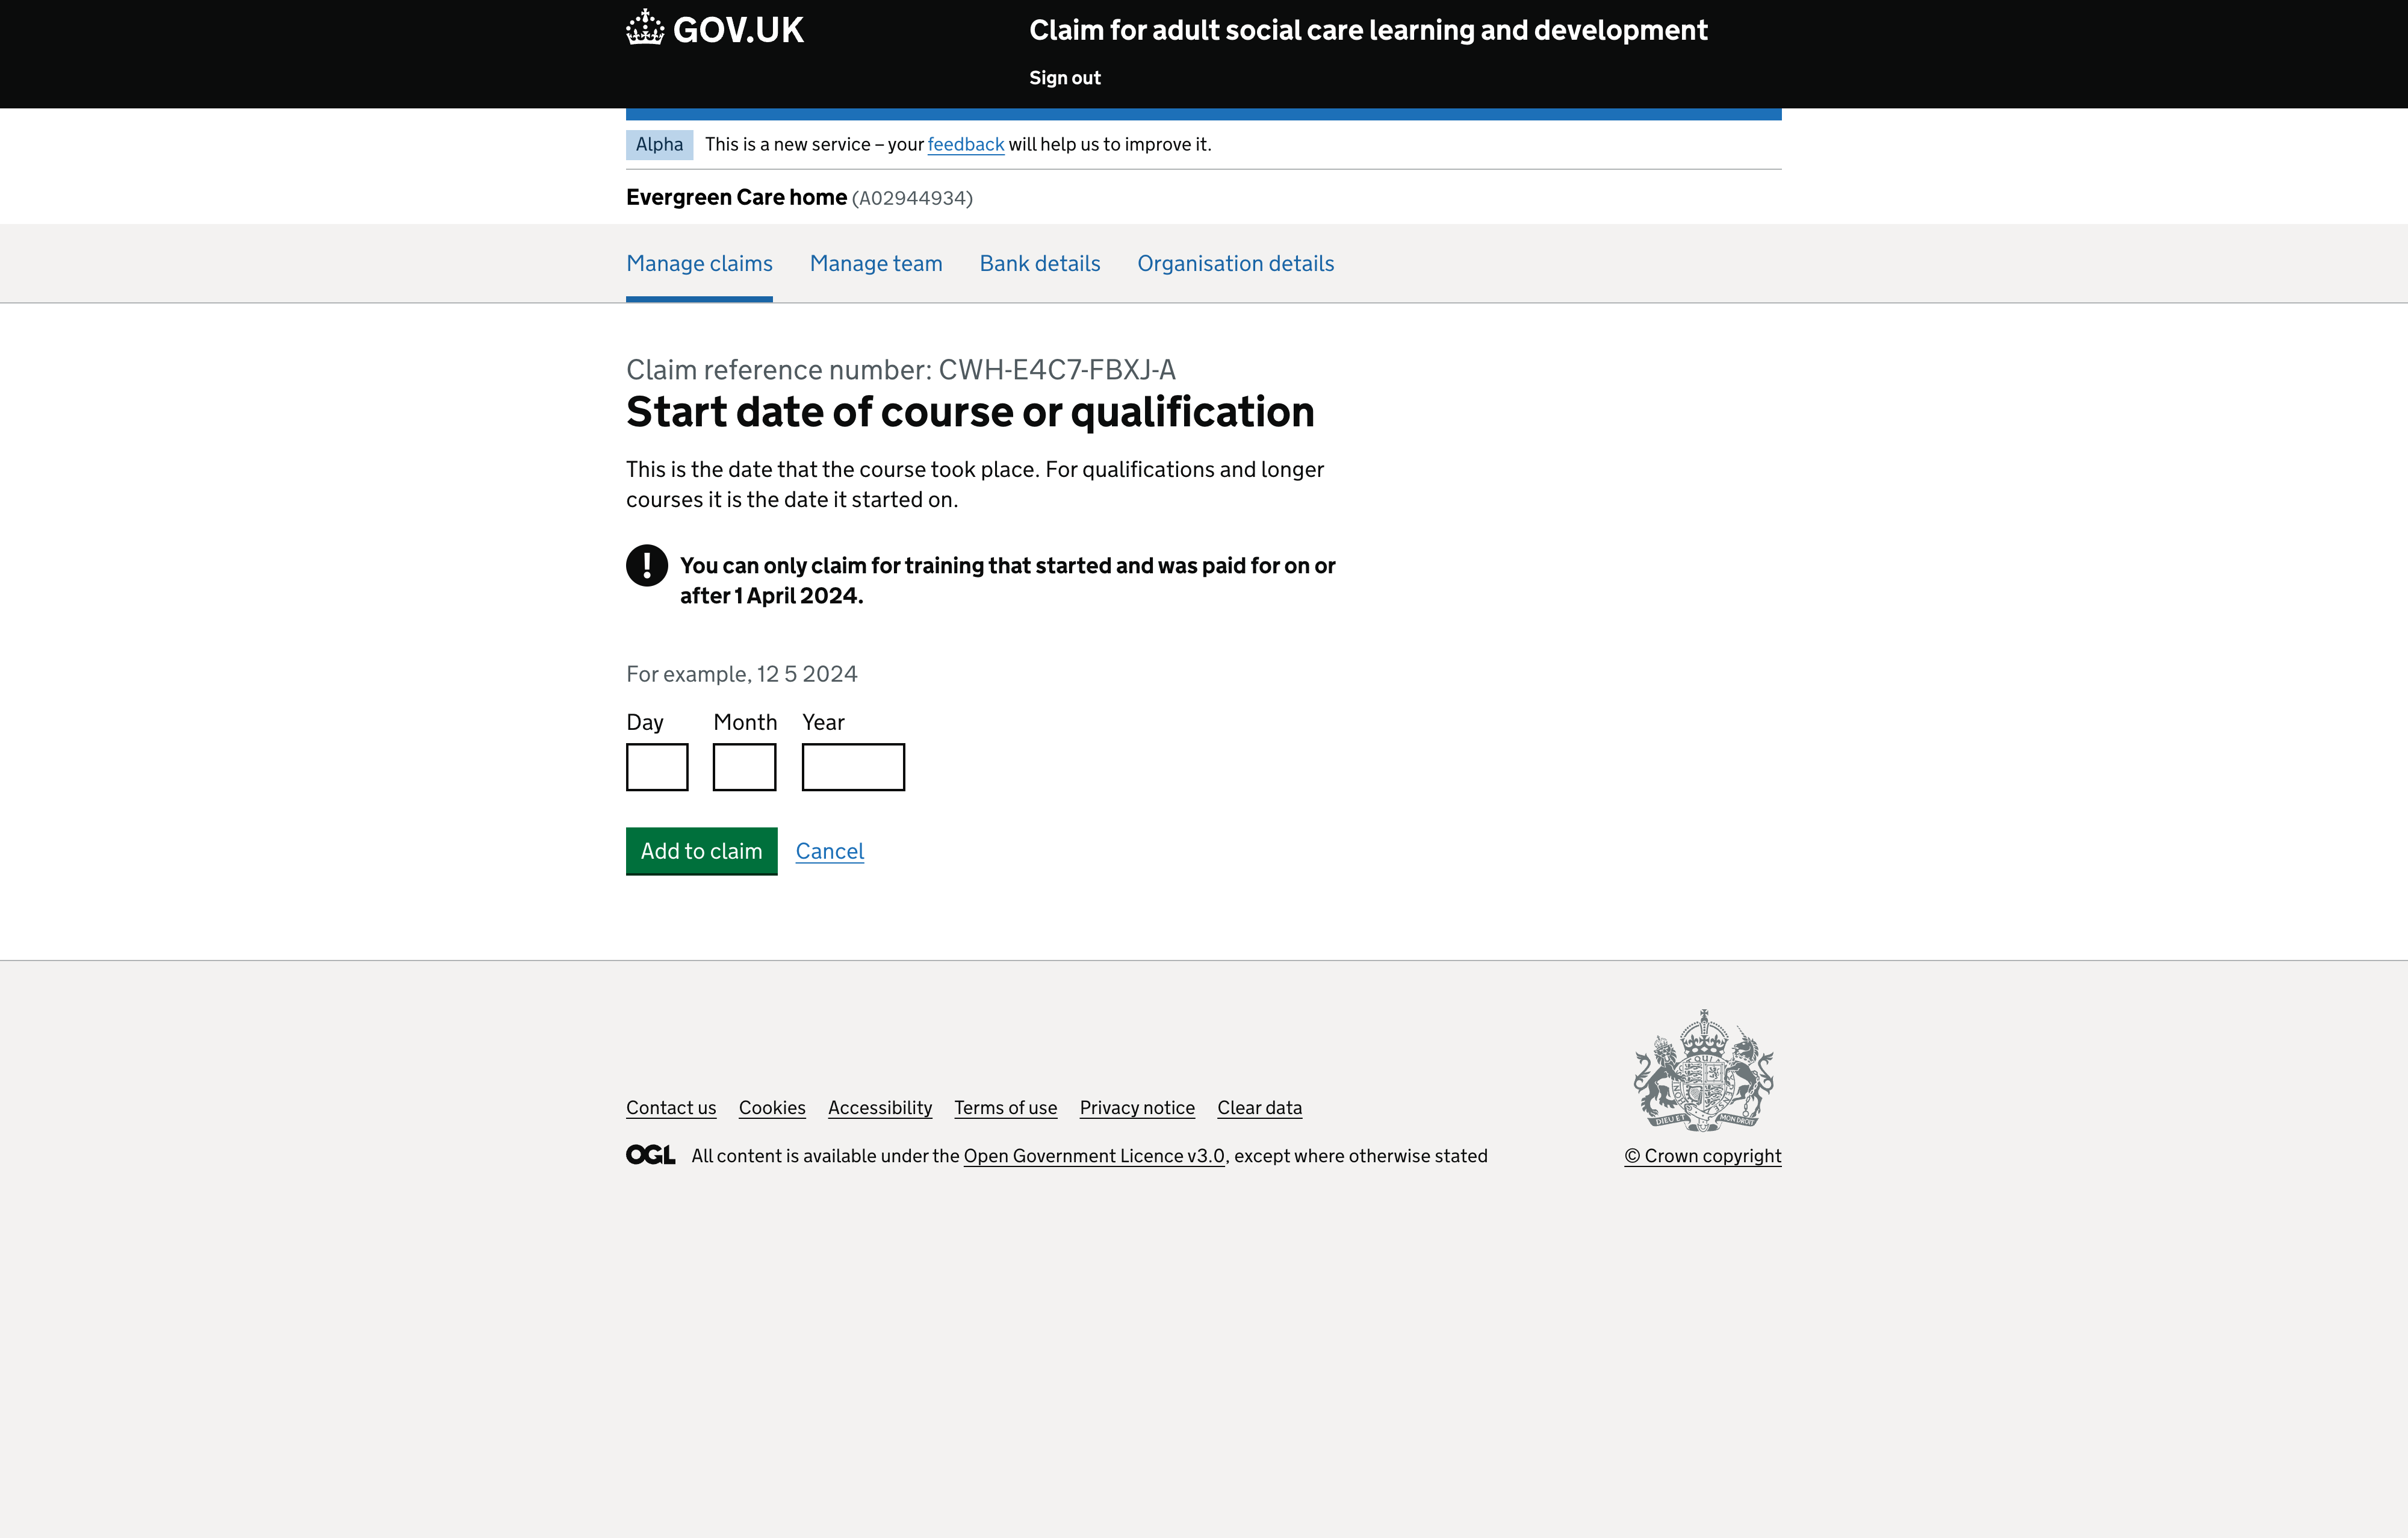 GOV.UK
Claim for adult social care learning and development
Sign out
Alpha
This is a new service – your feedback will help us to improve it.
Evergreen Care home (A02944934)
Manage claims
Manage team
Bank details
Organisation details
Claim reference number: CWH-E4C7-FBXJ-A
Start date of course or qualification
This is the date that the course took place. For qualifications and longer
courses it is the date it started on.
!
You can only claim for training that started and was paid for on or
after 1 April 2024.
For example, 12 5 2024
Day
Month
Year
Add to claim
Cancel
Contact us
Cookies
Accessibility
Terms of use
Privacy notice
Clear data
OGL
All content is available under the Open Government Licence v3.0, except where otherwise stated
DIEU ET MON DROIT
© Crown copyright